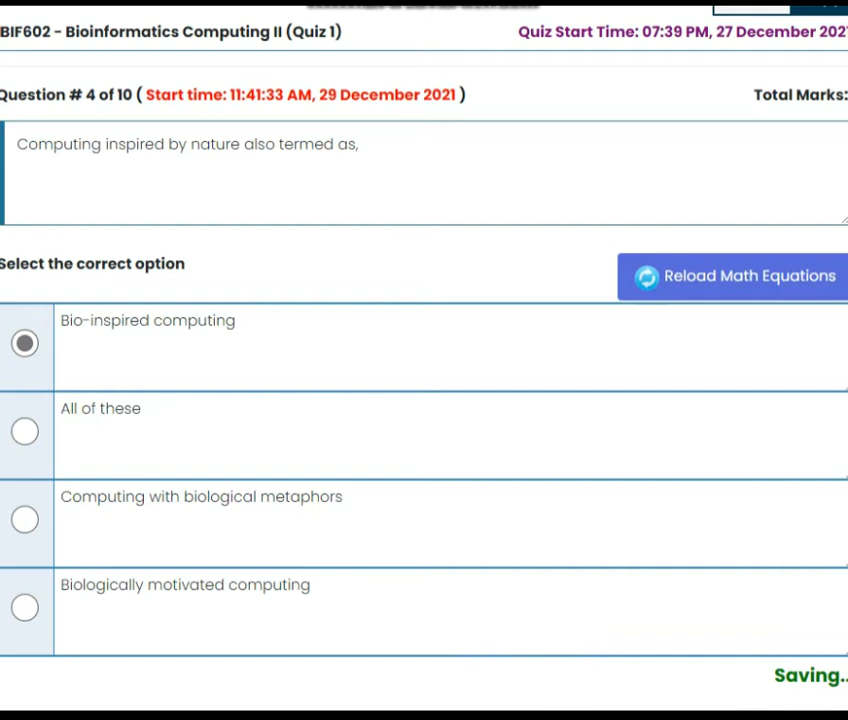 BIF602 - Bioinformatics Computing II (Quiz 1)
Quiz Start Time: 07:39 PM, 27 December 202
Question # 4 of 10 ( Start time: 11:41:33 AM, 29 December 2021 )
Total Marks:
Computing inspired by nature also termed as,
Select the correct option
Reload Math Equations
Bio-inspired computing
All of these
Computing with biological metaphors
Biologically motivated computing
Saving..